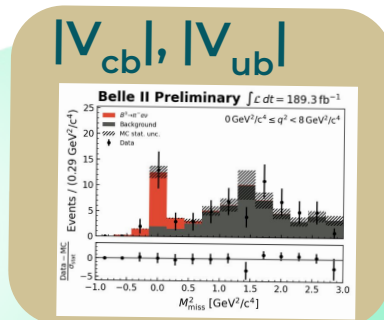 |Vcb|, |Vub|
Belle II Preliminary ∫ℒ dt = 189.3 fb⁻¹
0 GeV²/c⁴ ≤ q² < 8 GeV²/c⁴
B⁰→π⁻eν
Background
MC stat. unc.
Data
Events / (0.29 GeV²/c⁴)
25
20
15
10
5
0
Data − MC
σstat
0
−5
−1.0 −0.5 0.0 0.5 1.0 1.5 2.0 2.5 3.0
M²miss [GeV²/c⁴]